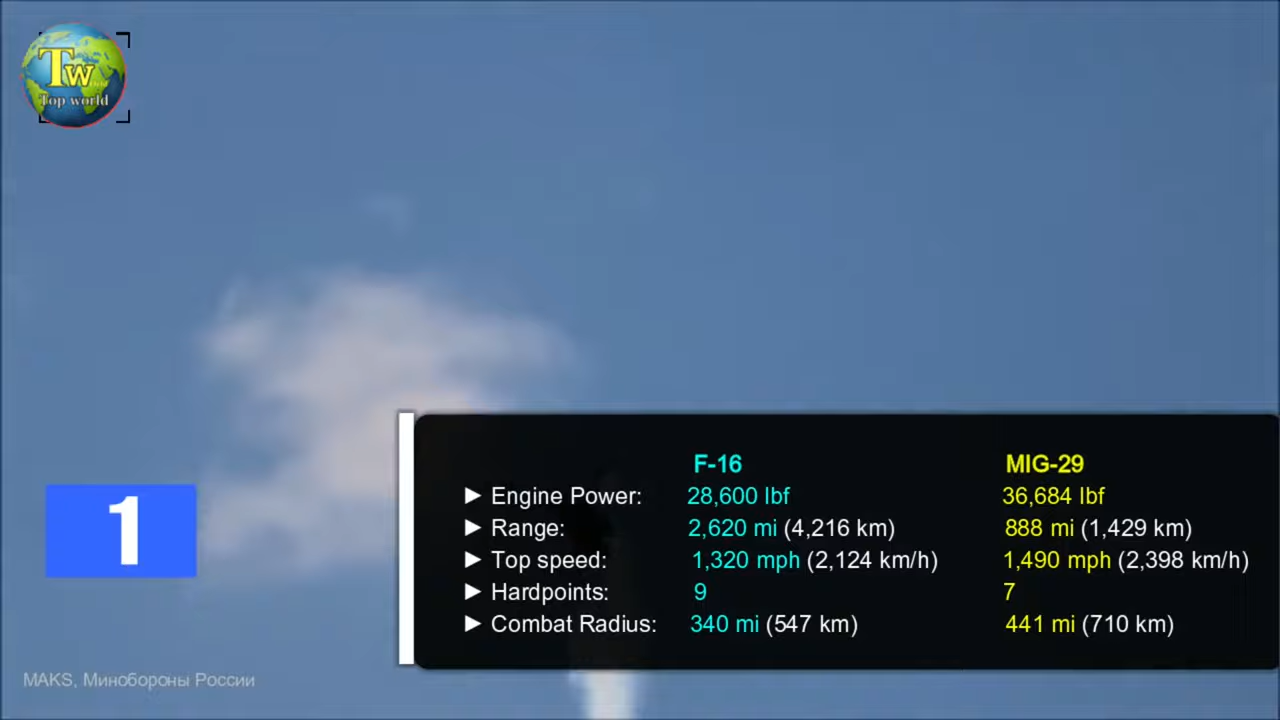 Tw
Top world
F-16 MIG-29
► Engine Power: 28,600 lbf 36,684 lbf
► Range: 2,620 mi (4,216 km) 888 mi (1,429 km)
► Top speed: 1,320 mph (2,124 km/h) 1,490 mph (2,398 km/h)
► Hardpoints: 9 7
► Combat Radius: 340 mi (547 km) 441 mi (710 km)
1
MAKS, Минобороны России